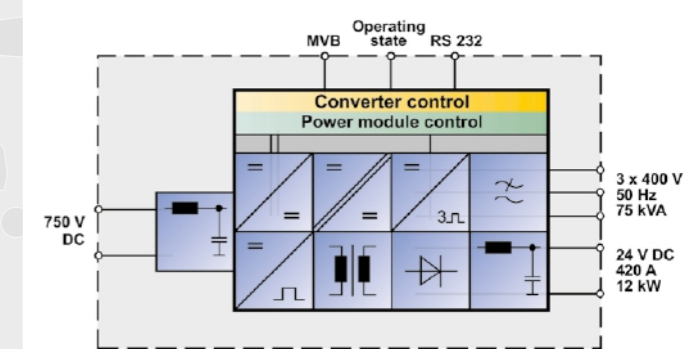 Operating
MVB state RS 232
Converter control
Power module control
3
750 V
DC
3 x 400 V
50 Hz
75 kVA
24 V DC
420 A
12 kW